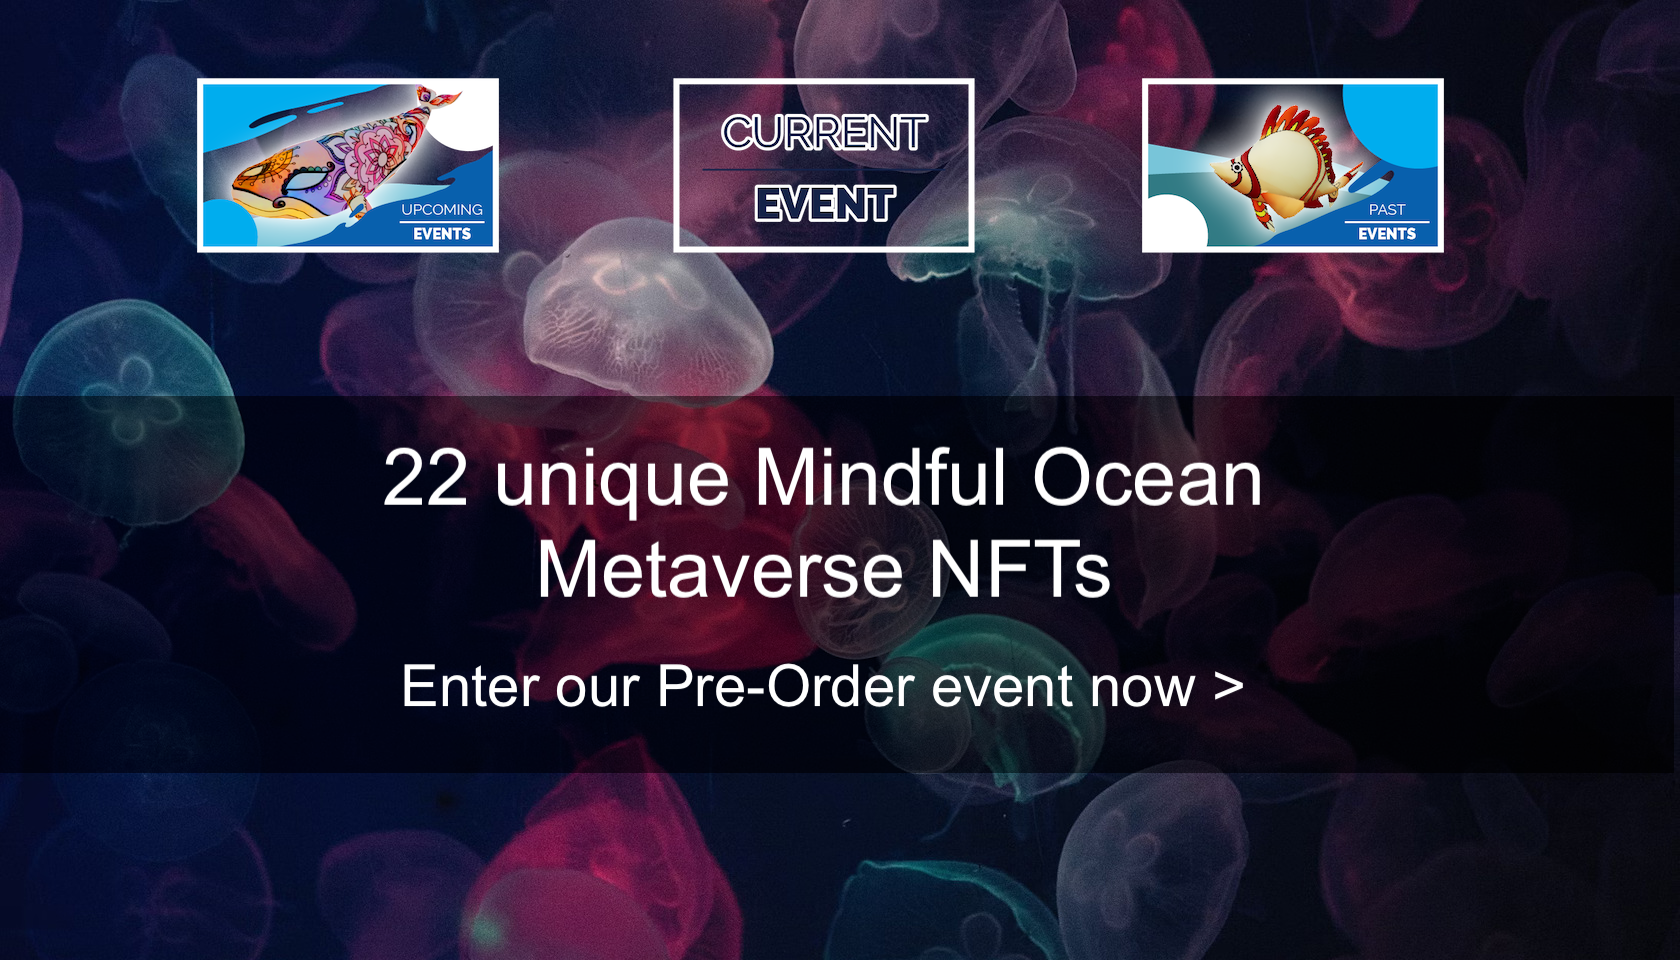 UPCOMING
EVENTS
CURRENT
EVENT
PAST
EVENTS
22 unique Mindful Ocean
Metaverse NFTs
Enter our Pre-Order event now >